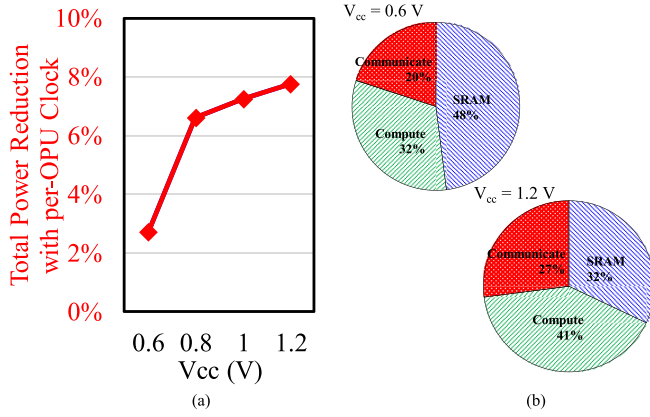 Total Power Reduction
with per-OPU Clock
10%
8%
6%
4%
2%
0%
0.6 0.8 1 1.2
Vcc (V)
(a)
Vcc = 0.6 V
Communicate
20%
SRAM
48%
Compute
32%
Vcc = 1.2 V
Communicate
27%
SRAM
32%
Compute
41%
(b)